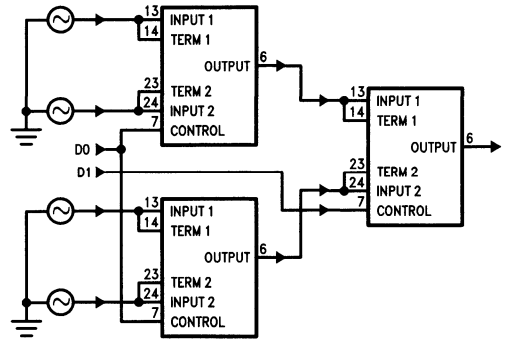 13 INPUT 1
14 TERM 1
OUTPUT 6
23 TERM 2
24 INPUT 2
7 CONTROL
13 INPUT 1
14 TERM 1
OUTPUT 6
23 TERM 2
24 INPUT 2
7 CONTROL
D0
D1
13 INPUT 1
14 TERM 1
OUTPUT 6
23 TERM 2
24 INPUT 2
7 CONTROL